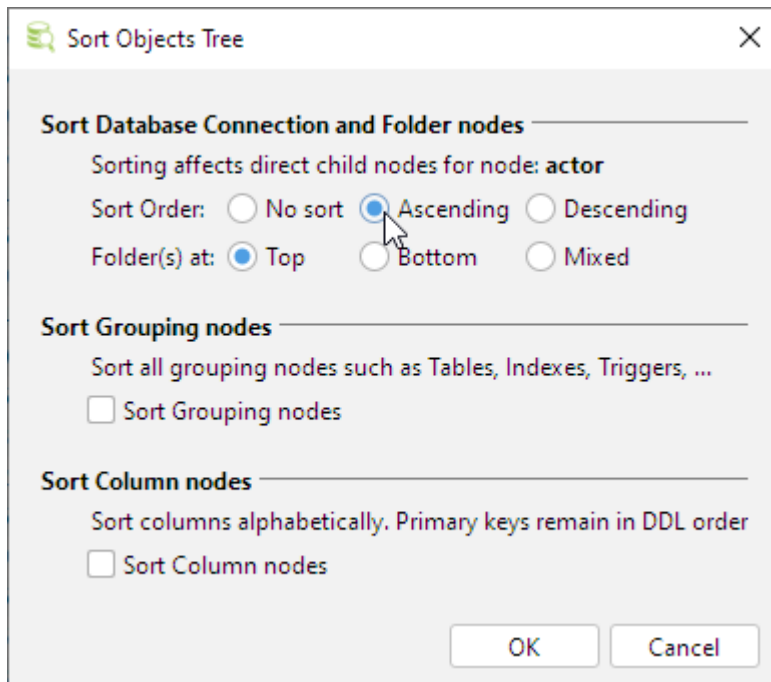 Sort Objects Tree
Sort Database Connection and Folder nodes
Sorting affects direct child nodes for node: actor
Sort Order: No sort Ascending Descending
Folder(s) at: Top Bottom Mixed
Sort Grouping nodes
Sort all grouping nodes such as Tables, Indexes, Triggers, ...
Sort Grouping nodes
Sort Column nodes
Sort columns alphabetically. Primary keys remain in DDL order
Sort Column nodes
OK Cancel